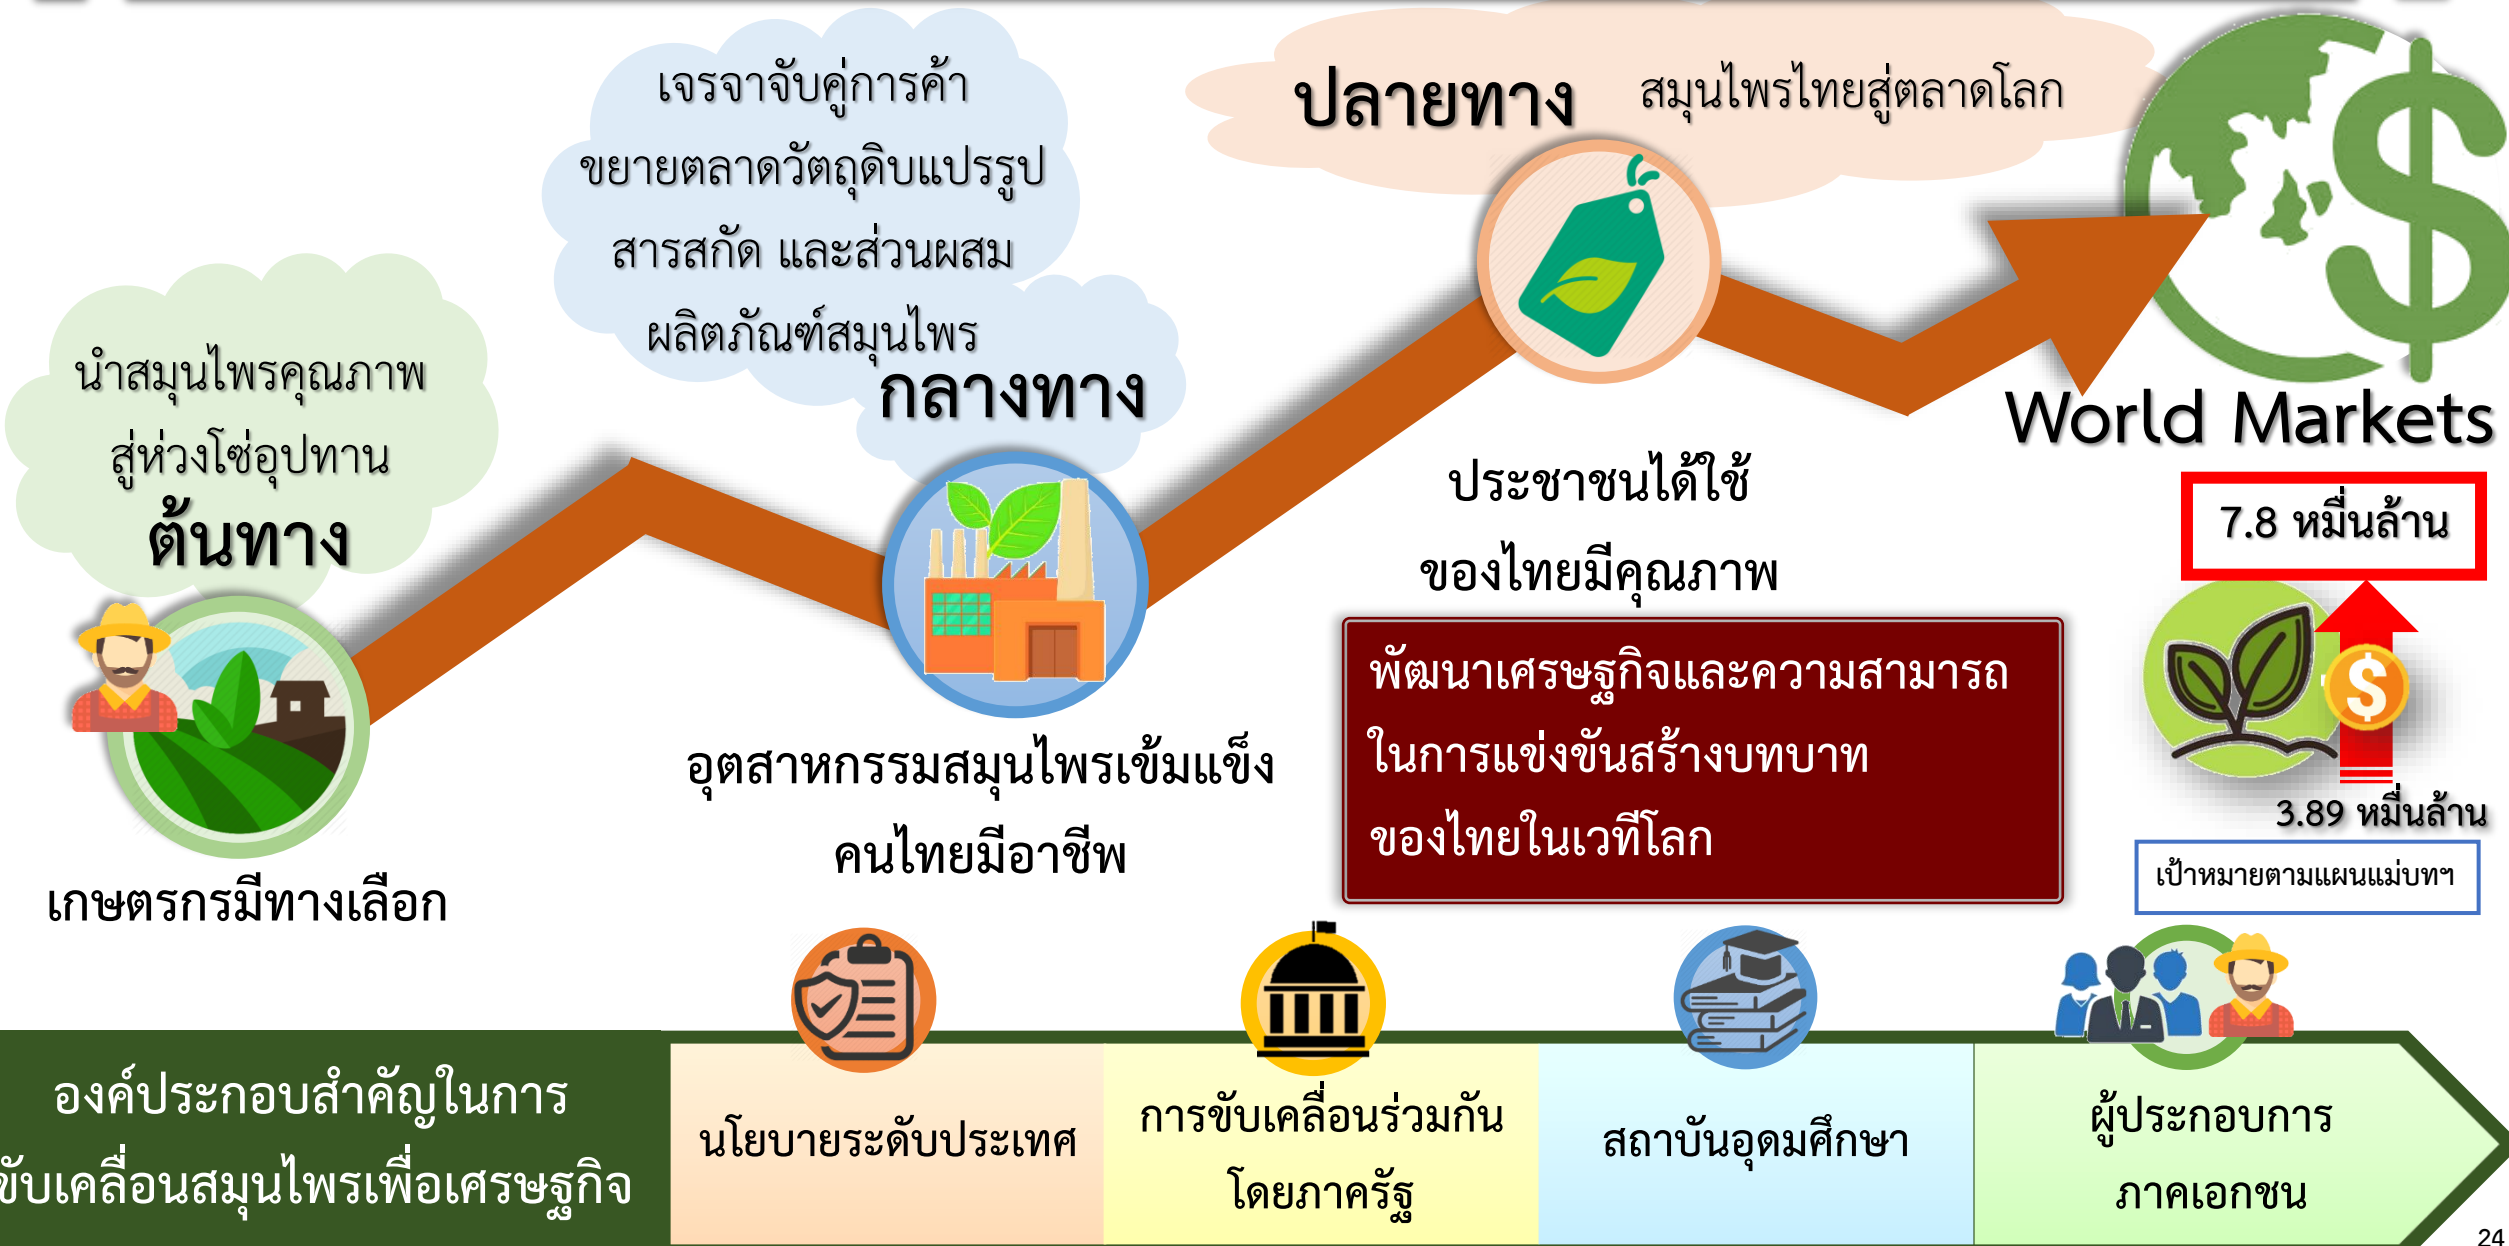 ปลายทาง
สมุนไพรไทยสู่ตลาดโลก
เจรจาจับคู่การค้า
ขยายตลาดวัตถุดิบแปรรูป
สารสกัด และส่วนผสม
ผลิตภัณฑ์สมุนไพร
กลางทาง
นำสมุนไพรคุณภาพ
สู่ห่วงโซ่อุปทาน
ต้นทาง
World Markets
7.8 หมื่นล้าน
3.89 หมื่นล้าน
เป้าหมายตามแผนแม่บทฯ
ประชาชนได้ใช้
ของไทยมีคุณภาพ
พัฒนาเศรษฐกิจและความสามารถ
ในการแข่งขันสร้างบทบาท
ของไทยในเวทีโลก
อุตสาหกรรมสมุนไพรเข้มแข็ง
คนไทยมีอาชีพ
เกษตรกรมีทางเลือก
องค์ประกอบสำคัญในการ
ขับเคลื่อนสมุนไพรเพื่อเศรษฐกิจ
นโยบายระดับประเทศ
การขับเคลื่อนร่วมกัน
โดยภาครัฐ
สถาบันอุดมศึกษา
ผู้ประกอบการ
ภาคเอกชน
24